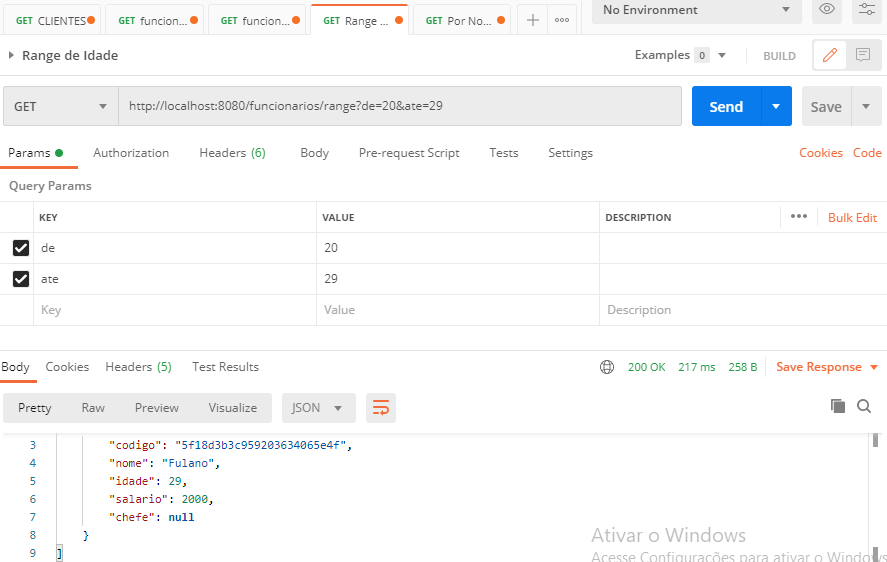 GET CLIENTES GET funcion... GET funcion... GET Range ... GET Por No... No Environment
Range de Idade Examples 0 BUILD
GET http://localhost:8080/funcionarios/range?de=20&ate=29 Send Save
Params Authorization Headers (6) Body Pre-request Script Tests Settings Cookies Code
Query Params
KEY VALUE DESCRIPTION ••• Bulk Edit
de 20
ate 29
Key Value Description
Body Cookies Headers (5) Test Results 200 OK 217 ms 258 B Save Response
Pretty Raw Preview Visualize JSON
3 "codigo": "5f18d3b3c959203634065e4f",
4 "nome": "Fulano",
5 "idade": 29,
6 "salario": 2000,
7 "chefe": null
8 }
9 ]
Ativar o Windows
Acesse Configurações para ativar o Windows